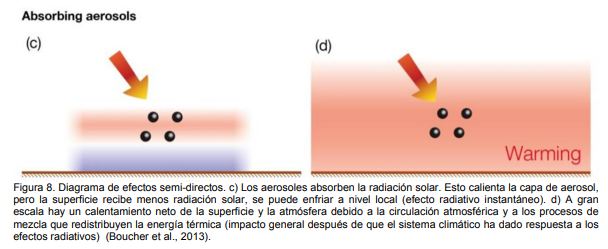 Absorbing aerosols
(c)
(d)
Warming
Figura 8. Diagrama de efectos semi-directos. c) Los aerosoles absorben la radiación solar. Esto calienta la capa de aerosol,
pero la superficie recibe menos radiación solar, se puede enfriar a nivel local (efecto radiativo instantáneo). d) A gran
escala hay un calentamiento neto de la superficie y la atmósfera debido a la circulación atmosférica y a los procesos de
mezcla que redistribuyen la energía térmica (impacto general después de que el sistema climático ha dado respuesta a los
efectos radiativos) (Boucher et al., 2013).